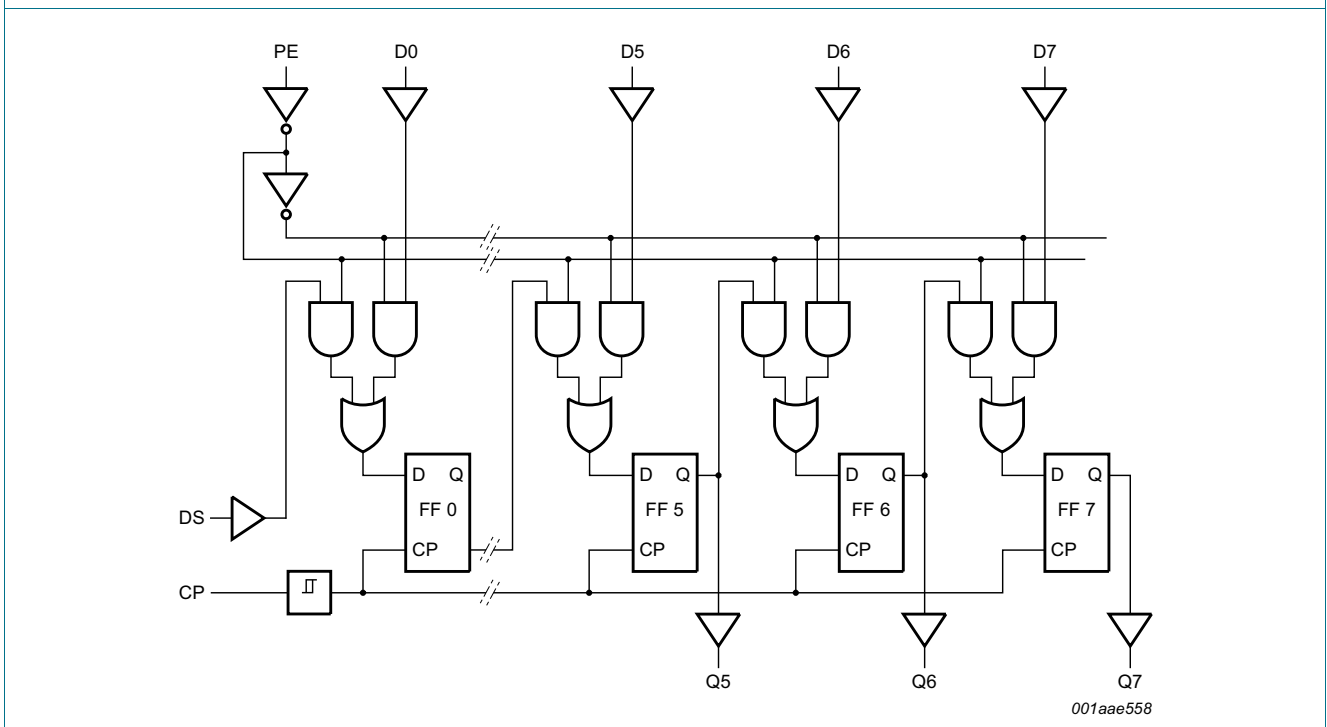 PE D0 D5 D6 D7
D Q D Q D Q D Q
FF 0 FF 5 FF 6 FF 7
DS
CP CP CP CP
CP
Q5 Q6 Q7
001aae558